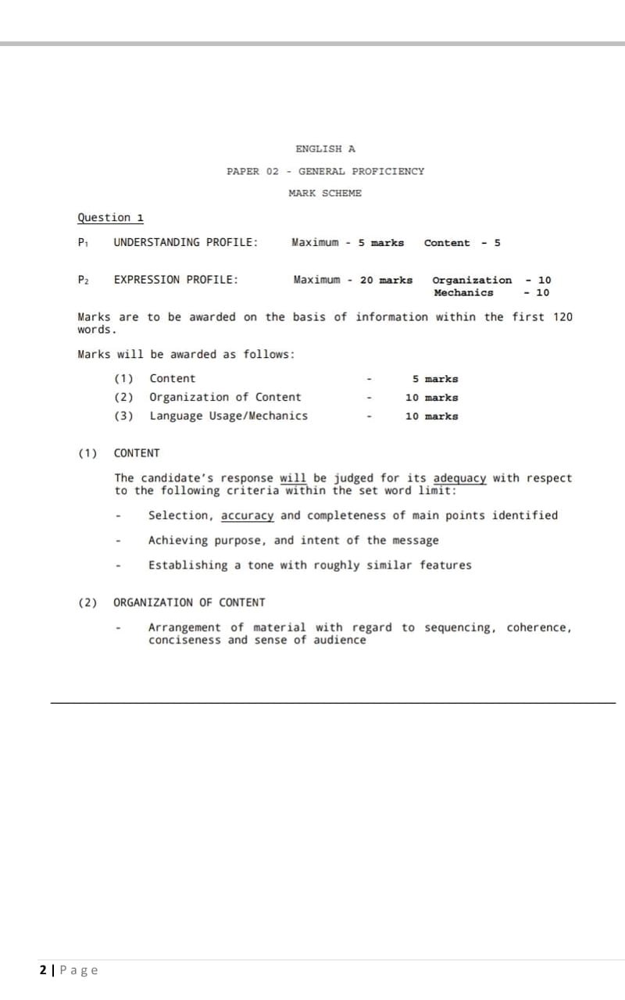 ENGLISH A
PAPER 02 - GENERAL PROFICIENCY
MARK SCHEME
Question 1
P₁ UNDERSTANDING PROFILE: Maximum - 5 marks Content - 5
P₂ EXPRESSION PROFILE: Maximum - 20 marks Organization - 10
Mechanics - 10
Marks are to be awarded on the basis of information within the first 120
words.
Marks will be awarded as follows:
(1) Content - 5 marks
(2) Organization of Content - 10 marks
(3) Language Usage/Mechanics - 10 marks
(1) CONTENT
The candidate's response will be judged for its adequacy with respect
to the following criteria within the set word limit:
- Selection, accuracy and completeness of main points identified
- Achieving purpose, and intent of the message
- Establishing a tone with roughly similar features
(2) ORGANIZATION OF CONTENT
- Arrangement of material with regard to sequencing, coherence,
conciseness and sense of audience
2 | Page